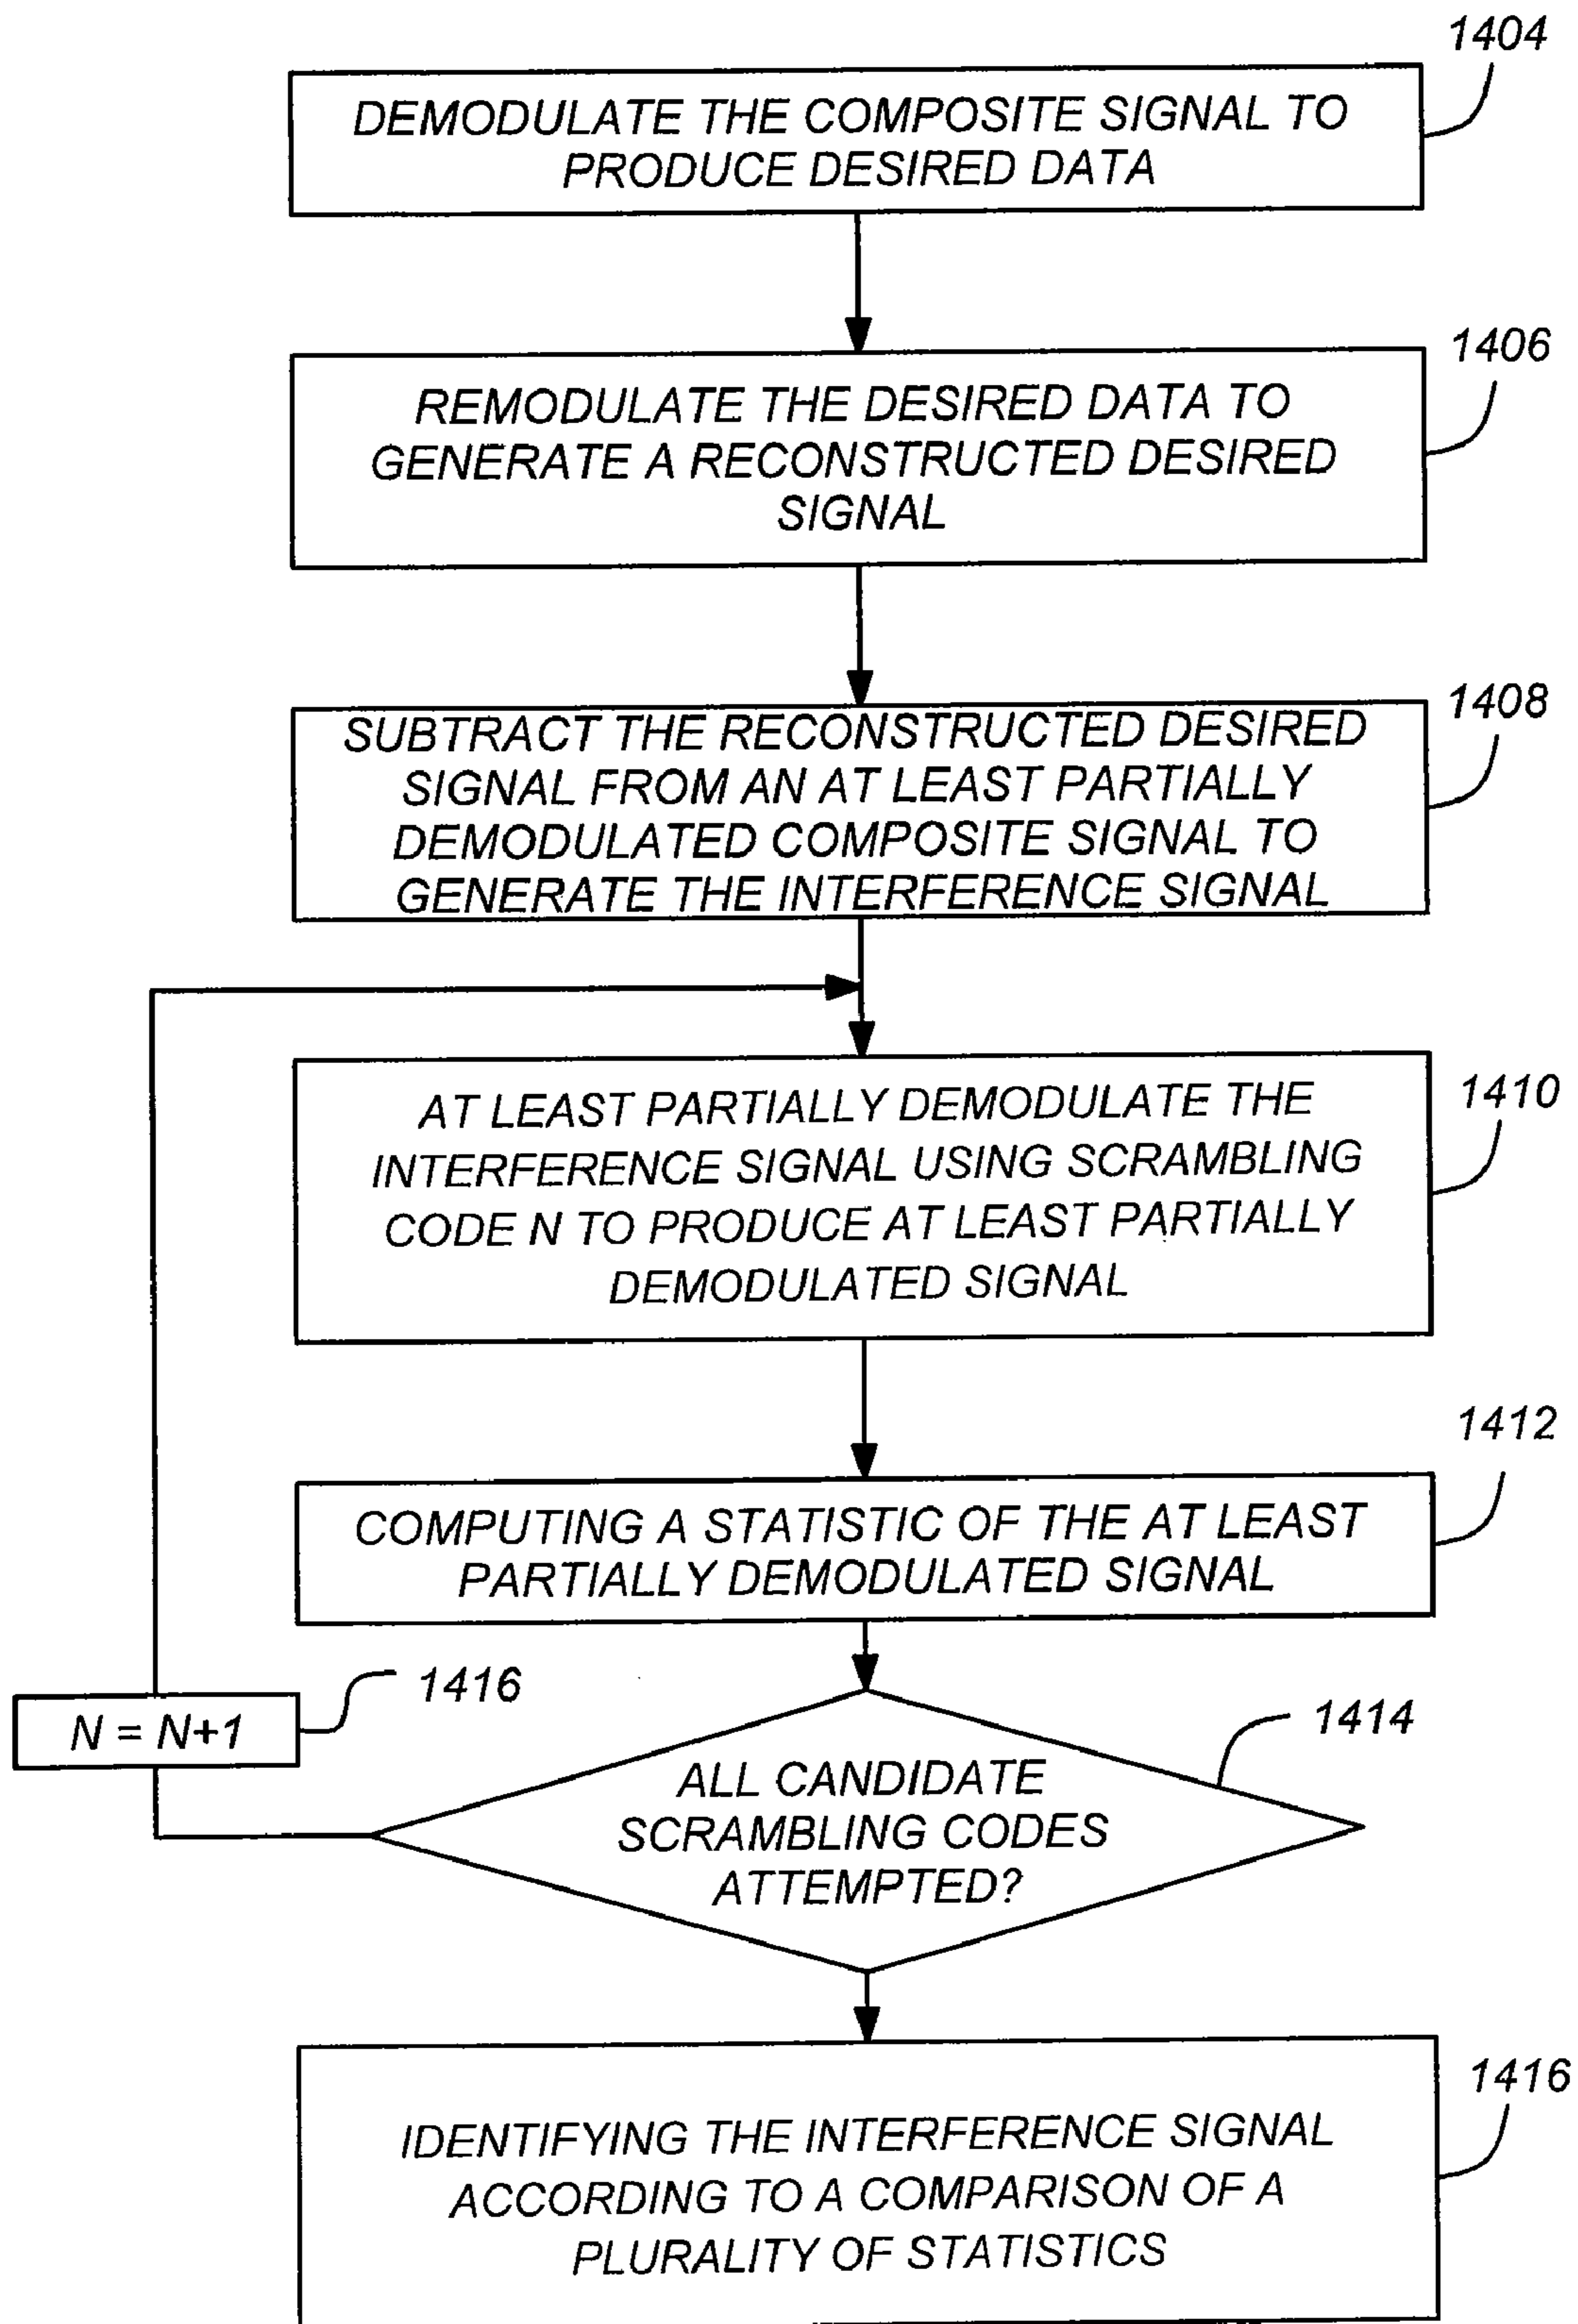 1404
DEMODULATE THE COMPOSITE SIGNAL TO
PRODUCE DESIRED DATA
1406
REMODULATE THE DESIRED DATA TO
GENERATE A RECONSTRUCTED DESIRED
SIGNAL
1408
SUBTRACT THE RECONSTRUCTED DESIRED
SIGNAL FROM AN AT LEAST PARTIALLY
DEMODULATED COMPOSITE SIGNAL TO
GENERATE THE INTERFERENCE SIGNAL
1410
AT LEAST PARTIALLY DEMODULATE THE
INTERFERENCE SIGNAL USING SCRAMBLING
CODE N TO PRODUCE AT LEAST PARTIALLY
DEMODULATED SIGNAL
1412
COMPUTING A STATISTIC OF THE AT LEAST
PARTIALLY DEMODULATED SIGNAL
1416
N = N+1
1414
ALL CANDIDATE
SCRAMBLING CODES
ATTEMPTED?
1416
IDENTIFYING THE INTERFERENCE SIGNAL
ACCORDING TO A COMPARISON OF A
PLURALITY OF STATISTICS